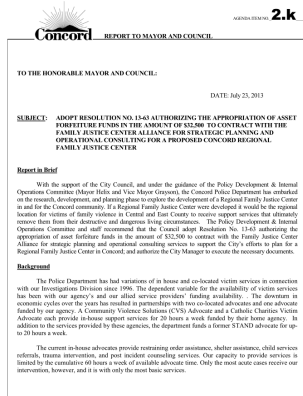 AGENDA ITEM NO. 2.k
Concord
REPORT TO MAYOR AND COUNCIL
TO THE HONORABLE MAYOR AND COUNCIL:
DATE: July 23, 2013
SUBJECT: ADOPT RESOLUTION NO. 13-63 AUTHORIZING THE APPROPRIATION OF ASSET
FORFEITURE FUNDS IN THE AMOUNT OF $32,500 TO CONTRACT WITH THE
FAMILY JUSTICE CENTER ALLIANCE FOR STRATEGIC PLANNING AND
OPERATIONAL CONSULTING FOR A PROPOSED CONCORD REGIONAL
FAMILY JUSTICE CENTER
Report in Brief
With the support of the City Council, and under the guidance of the Policy Development & Internal
Operations Committee (Mayor Helix and Vice Mayor Grayson), the Concord Police Department has embarked
on the research, development, and planning phase to explore the development of a Regional Family Justice Center
in and for the Concord community. If a Regional Family Justice Center were developed it would be the regional
location for victims of family violence in Central and East County to receive support services that ultimately
remove them from their destructive and dangerous living circumstances. The Policy Development & Internal
Operations Committee and staff recommend that the Council adopt Resolution No. 13-63 authorizing the
appropriation of asset forfeiture funds in the amount of $32,500 to contract with the Family Justice Center
Alliance for strategic planning and operational consulting services to support the City's efforts to plan for a
Regional Family Justice Center in Concord; and authorize the City Manager to execute the necessary documents.
Background
The Police Department has had variations of in house and co-located victim services in connection
with our Investigations Division since 1996. The dependent variable for the availability of victim services
has been with our agency's and our allied service providers' funding availability. . The downturn in
economic cycles over the years has resulted in partnerships with two co-located advocates and one advocate
funded by our agency. A Community Violence Solutions (CVS) Advocate and a Catholic Charities Victim
Advocate each provide in-house support services for 20 hours a week funded by their home agency. In
addition to the services provided by these agencies, the department funds a former STAND advocate for up-
to 20 hours a week.
The current in-house advocates provide restraining order assistance, shelter assistance, child services
referrals, trauma intervention, and post incident counseling services. Our capacity to provide services is
limited by the cumulative 60 hours a week of available advocate time. Only the most acute cases receive our
intervention, however, and it is with only the most basic services.